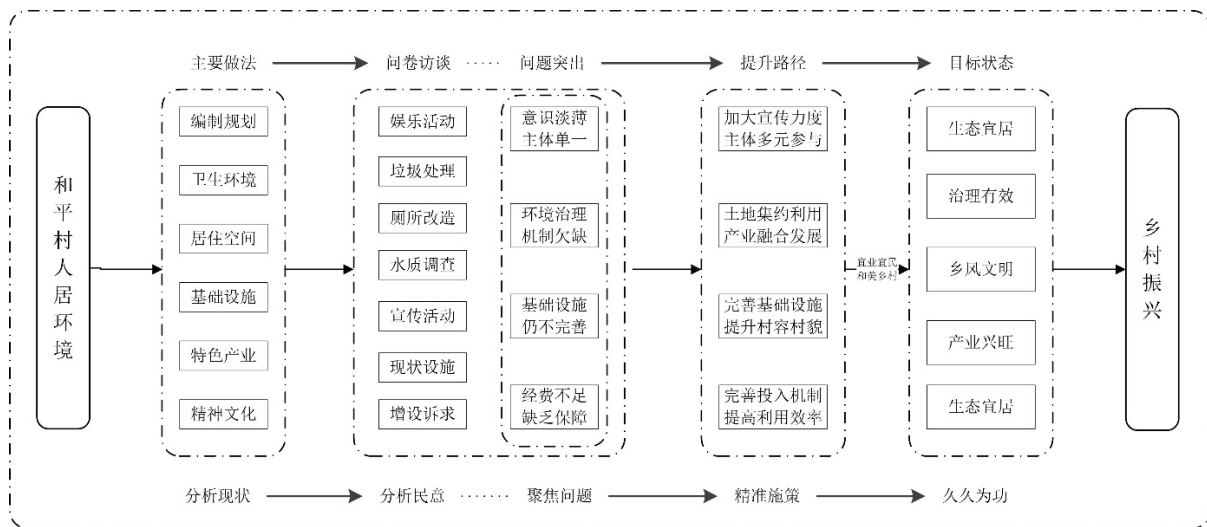 主要做法
问卷访谈
问题突出
提升路径
目标状态
和平村人居环境
编制规划
卫生环境
居住空间
基础设施
特色产业
精神文化
娱乐活动
垃圾处理
厕所改造
水质调查
宣传活动
现状设施
增设诉求
意识淡薄
主体单一
环境治理
机制欠缺
基础设施
仍不完善
经费不足
缺乏保障
加大宣传力度
主体多元参与
土地集约利用
产业融合发展
完善基础设施
提升村容村貌
完善投入机制
提高利用效率
宜业宜民
和美乡村
生态宜居
治理有效
乡风文明
产业兴旺
生态宜居
乡村振兴
分析现状
分析民意
聚焦问题
精准施策
久久为功